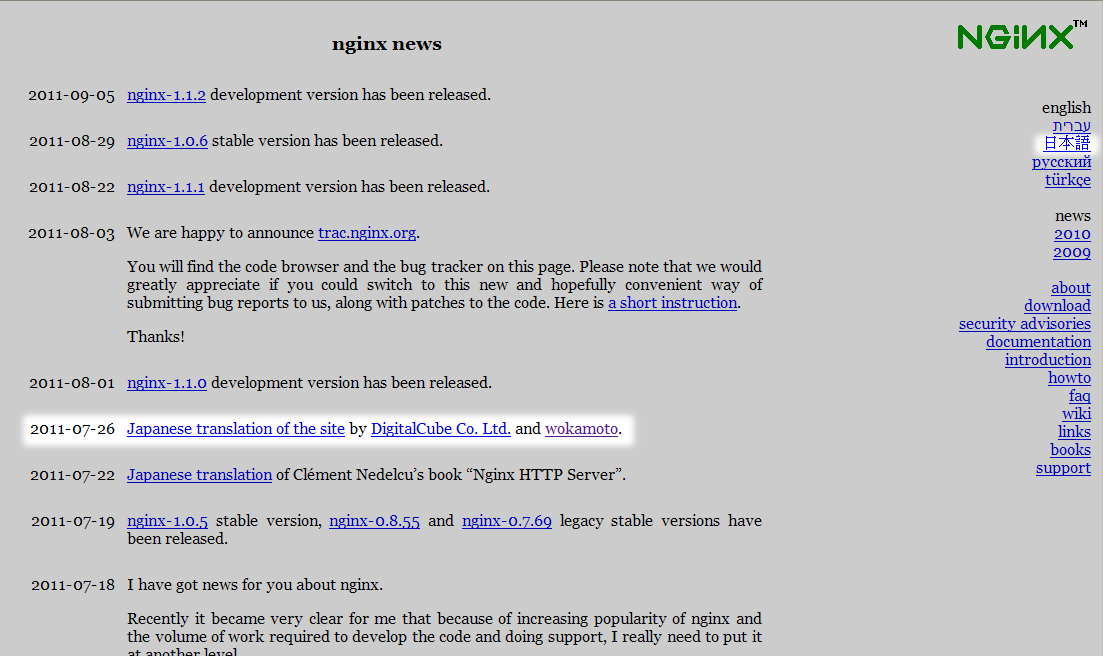 nginx news
NGINX™
2011-09-05 nginx-1.1.2 development version has been released.
2011-08-29 nginx-1.0.6 stable version has been released.
2011-08-22 nginx-1.1.1 development version has been released.
2011-08-03 We are happy to announce trac.nginx.org.
You will find the code browser and the bug tracker on this page. Please note that we would
greatly appreciate if you could switch to this new and hopefully convenient way of
submitting bug reports to us, along with patches to the code. Here is a short instruction.
Thanks!
2011-08-01 nginx-1.1.0 development version has been released.
2011-07-26 Japanese translation of the site by DigitalCube Co. Ltd. and wokamoto.
2011-07-22 Japanese translation of Clément Nedelcu’s book “Nginx HTTP Server”.
2011-07-19 nginx-1.0.5 stable version, nginx-0.8.55 and nginx-0.7.69 legacy stable versions have
been released.
2011-07-18 I have got news for you about nginx.
Recently it became very clear for me that because of increasing popularity of nginx and
the volume of work required to develop the code and doing support, I really need to put it
at another level.
english
עברית
日本語
русский
türkçe
news
2010
2009
about
download
security advisories
documentation
introduction
howto
faq
wiki
links
books
support